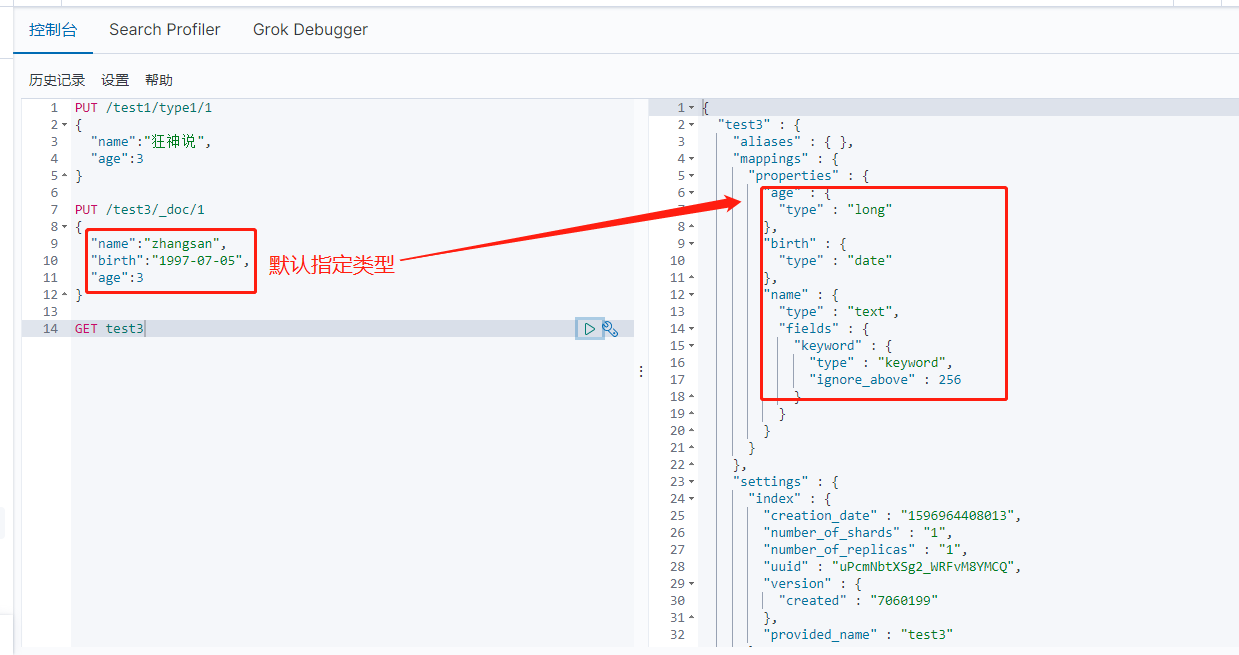 控制台 Search Profiler Grok Debugger
历史记录 设置 帮助
1 PUT /test1/type1/1
2 {
3 "name":"狂神说",
4 "age":3
5 }
6
7 PUT /test3/_doc/1
8 {
9 "name":"zhangsan",
10 "birth":"1997-07-05",
11 "age":3
12 }
13
14 GET test3
默认指定类型
1 {
2 "test3" : {
3 "aliases" : { },
4 "mappings" : {
5 "properties" : {
6 "age" : {
7 "type" : "long"
8 },
9 "birth" : {
10 "type" : "date"
11 },
12 "name" : {
13 "type" : "text",
14 "fields" : {
15 "keyword" : {
16 "type" : "keyword",
17 "ignore_above" : 256
18 }
19 }
20 }
21 }
22 },
23 "settings" : {
24 "index" : {
25 "creation_date" : "1596964408013",
26 "number_of_shards" : "1",
27 "number_of_replicas" : "1",
28 "uuid" : "uPcmNbtXSg2_WRFvM8YMCQ",
29 "version" : {
30 "created" : "7060199"
31 },
32 "provided_name" : "test3"